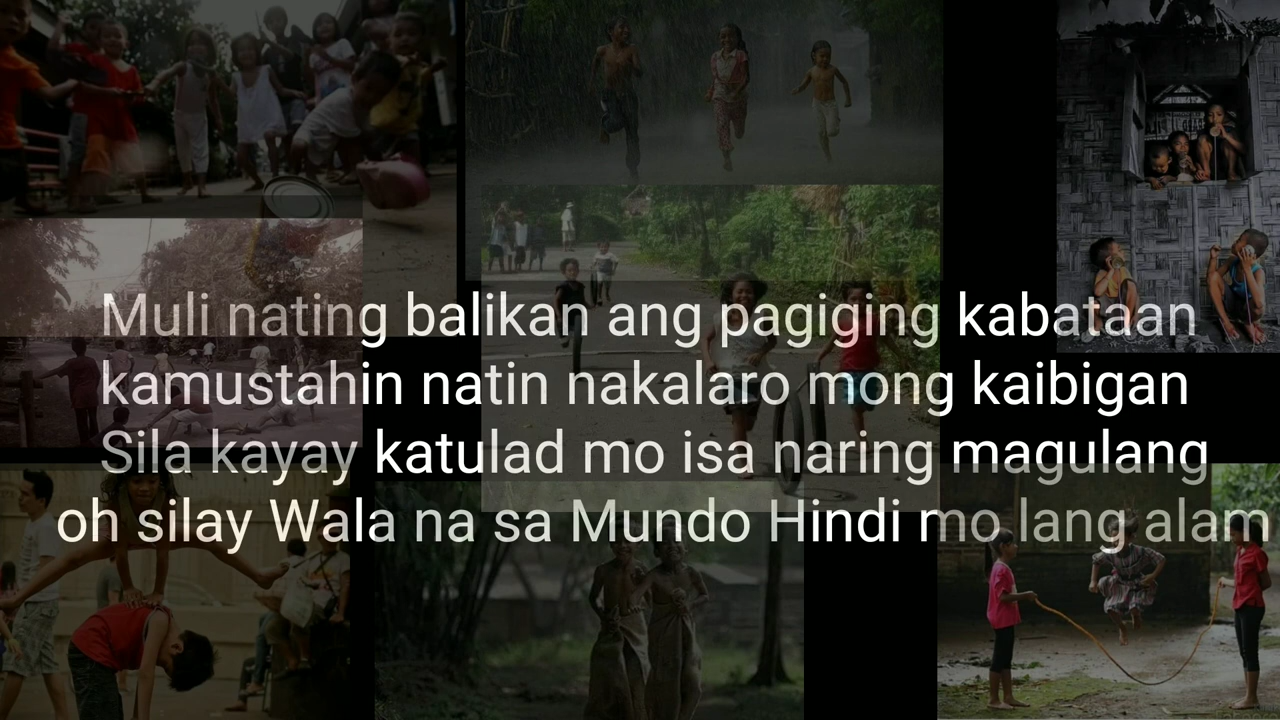 Muli nating balikan ang pagiging kabataan
kamustahin natin nakalaro mong kaibigan
Sila kayay katulad mo isa naring magulang
oh silay Wala na sa Mundo Hindi mo lang alam